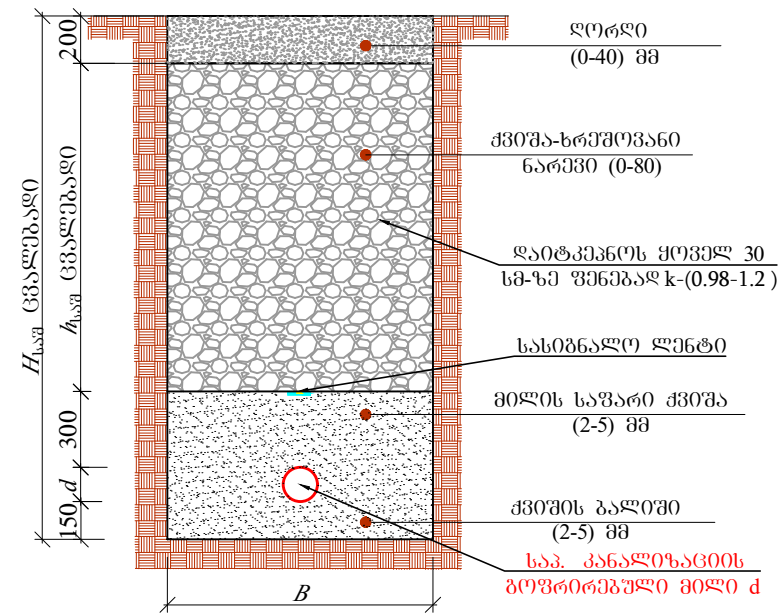 ღორღი
(0-40) მმ
ქვიშა-ხრეშოვანი
ნარევი (0-80)
დაიტკეპნოს ყოველ 30
სმ-ზე ფენებად k-(0.98-1.2 )
სასიგნალო ლენტი
მილის საფარი ქვიშა
(2-5) მმ
ქვიშის ბალიში
(2-5) მმ
საპ. კანალიზაციის
გოფრირებული მილი d
200
hსაშ ცვალებადი
Hსაშ ცვალებადი
300
d
150
B